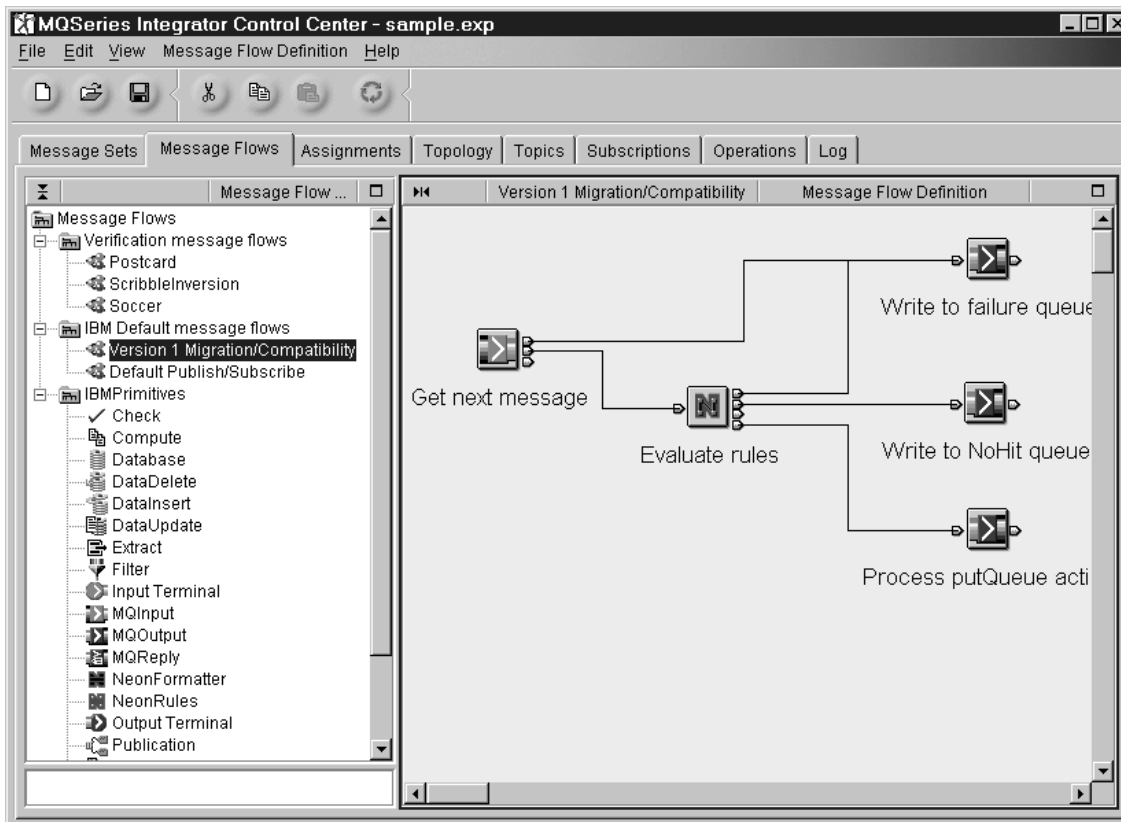 MQSeries Integrator Control Center - sample.exp
File Edit View Message Flow Definition Help
Message Sets Message Flows Assignments Topology Topics Subscriptions Operations Log
Message Flow ...
Message Flows
Verification message flows
Postcard
ScribbleInversion
Soccer
IBM Default message flows
Version 1 Migration/Compatibility
Default Publish/Subscribe
IBMPrimitives
Check
Compute
Database
DataDelete
DataInsert
DataUpdate
Extract
Filter
Input Terminal
MQInput
MQOutput
MQReply
NeonFormatter
NeonRules
Output Terminal
Publication
Version 1 Migration/Compatibility Message Flow Definition
Write to failure queue
Get next message
N
Evaluate rules
Write to NoHit queue
Process putQueue acti